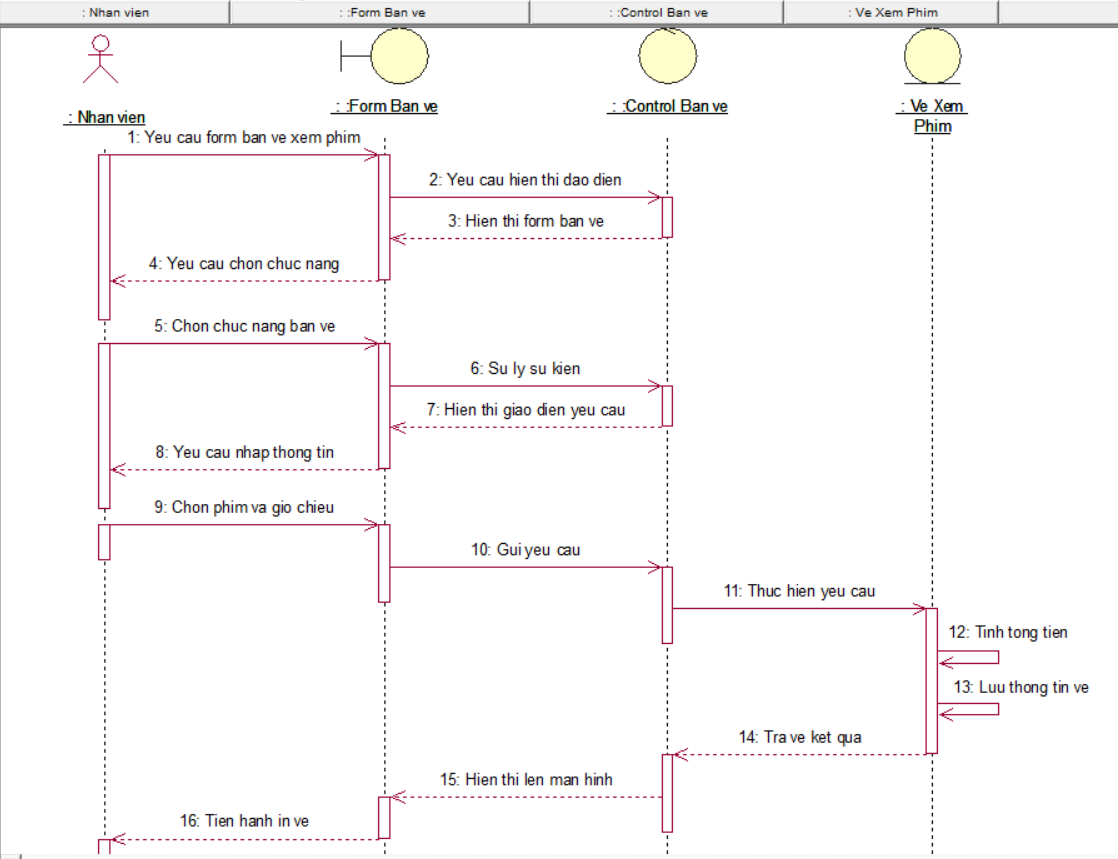 : Nhan vien
: :Form Ban ve
: :Control Ban ve
: Ve Xem Phim
: Nhan vien
: :Form Ban ve
: :Control Ban ve
: Ve Xem
Phim
1: Yeu cau form ban ve xem phim
2: Yeu cau hien thi dao dien
3: Hien thi form ban ve
4: Yeu cau chon chuc nang
5: Chon chuc nang ban ve
6: Su ly su kien
7: Hien thi giao dien yeu cau
8: Yeu cau nhap thong tin
9: Chon phim va gio chieu
10: Gui yeu cau
11: Thuc hien yeu cau
12: Tinh tong tien
13: Luu thong tin ve
14: Tra ve ket qua
15: Hien thi len man hinh
16: Tien hanh in ve